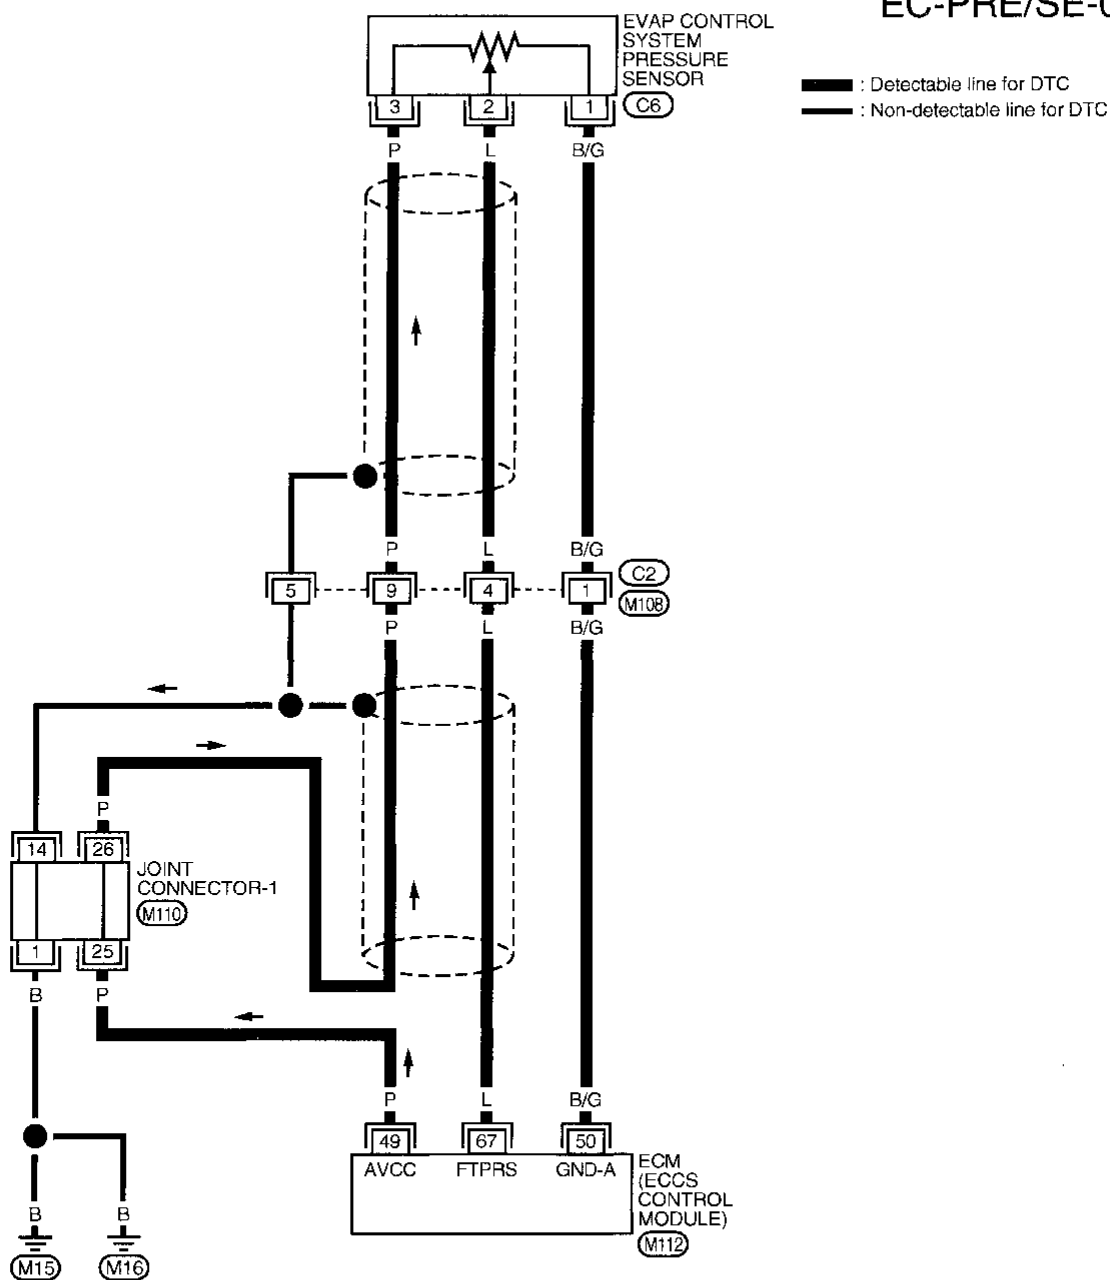 EC-PRE/SE-0
EVAP CONTROL
SYSTEM
PRESSURE
SENSOR
C6
: Detectable line for DTC
: Non-detectable line for DTC
3 2 1
P L B/G
P L B/G
C2
5 9 4 1
M108
P L B/G
P
14 26
JOINT
CONNECTOR-1
M110
1 25
B P
P L B/G
49 67 50
AVCC FTPRS GND-A
ECM
(ECCS
CONTROL
MODULE)
M112
B B
M15 M16